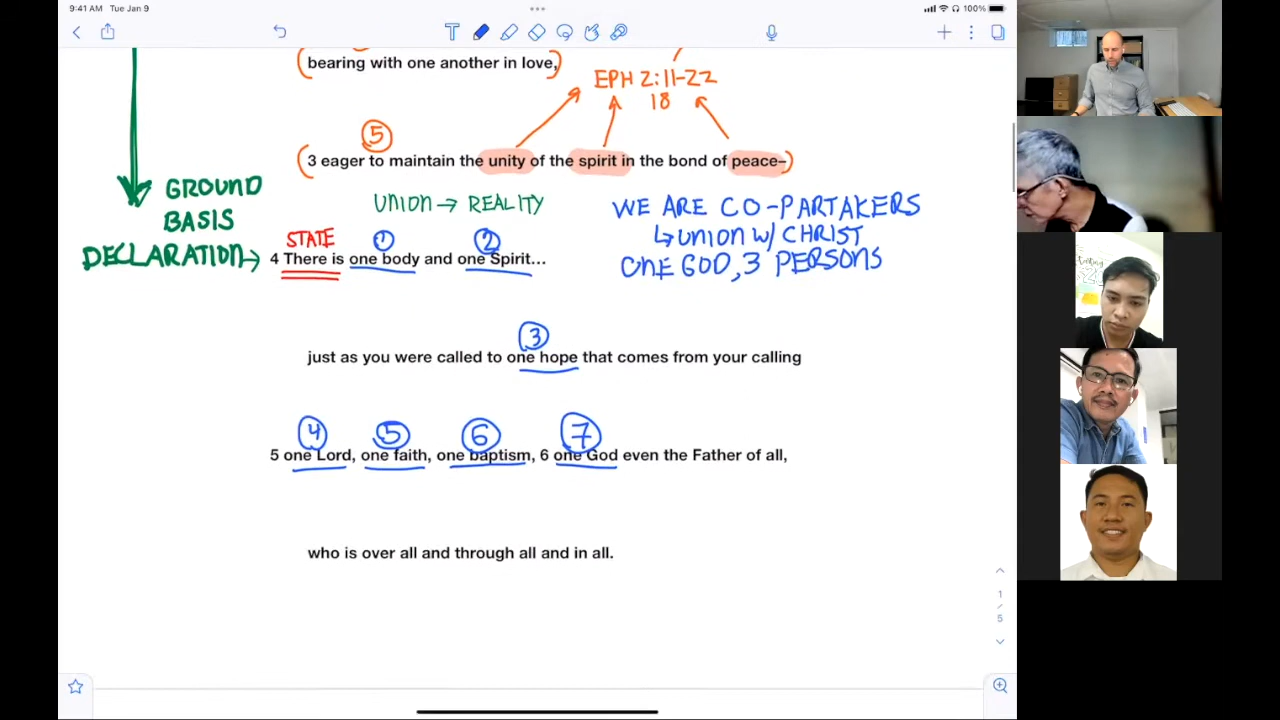 9:41 AM Tue Jan 9
100%
bearing with one another in love,
EPH 2:11-22
18
5
3 eager to maintain the unity of the spirit in the bond of peace–
GROUND
BASIS
DECLARATION
UNION → REALITY
WE ARE CO-PARTAKERS
↳ UNION W/ CHRIST
ONE GOD, 3 PERSONS
STATE 1 2
4 There is one body and one Spirit...
3
just as you were called to one hope that comes from your calling
4 5 6 7
5 one Lord, one faith, one baptism, 6 one God even the Father of all,
who is over all and through all and in all.
1
/
5